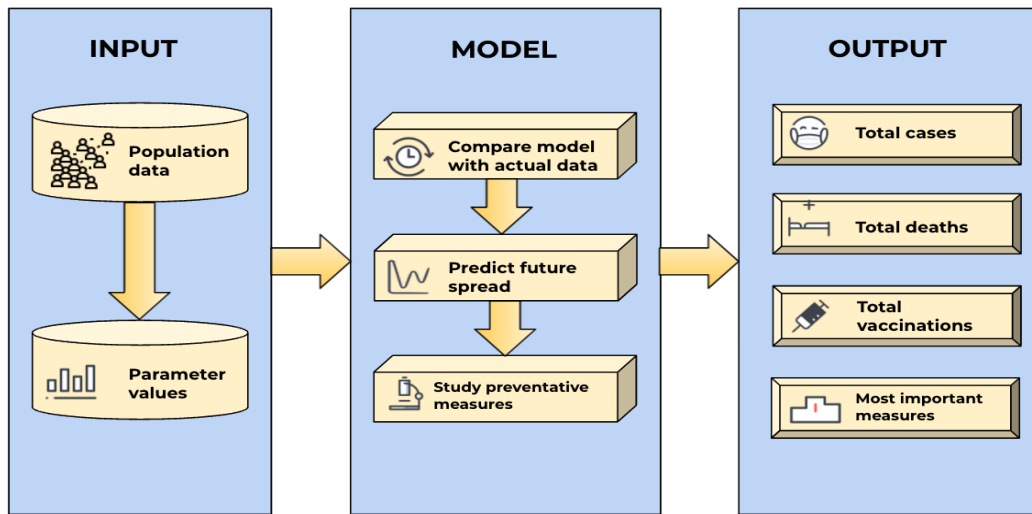 INPUT
Population
data
Parameter
values
MODEL
Compare model
with actual data
Predict future
spread
Study preventative
measures
OUTPUT
Total cases
Total deaths
Total
vaccinations
Most important
measures